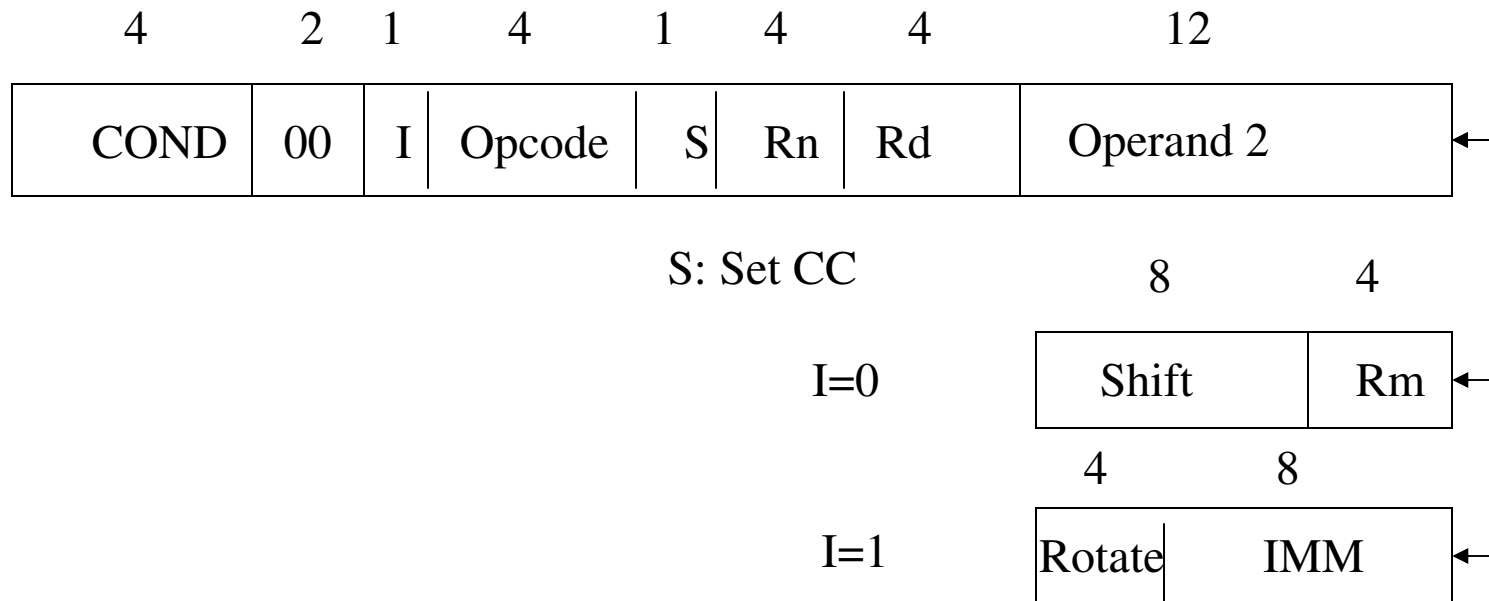 4 2 1 4 1 4 4 12
COND 00 I Opcode S Rn Rd Operand 2
S: Set CC
8 4
I=0 Shift Rm
4 8
I=1 Rotate IMM